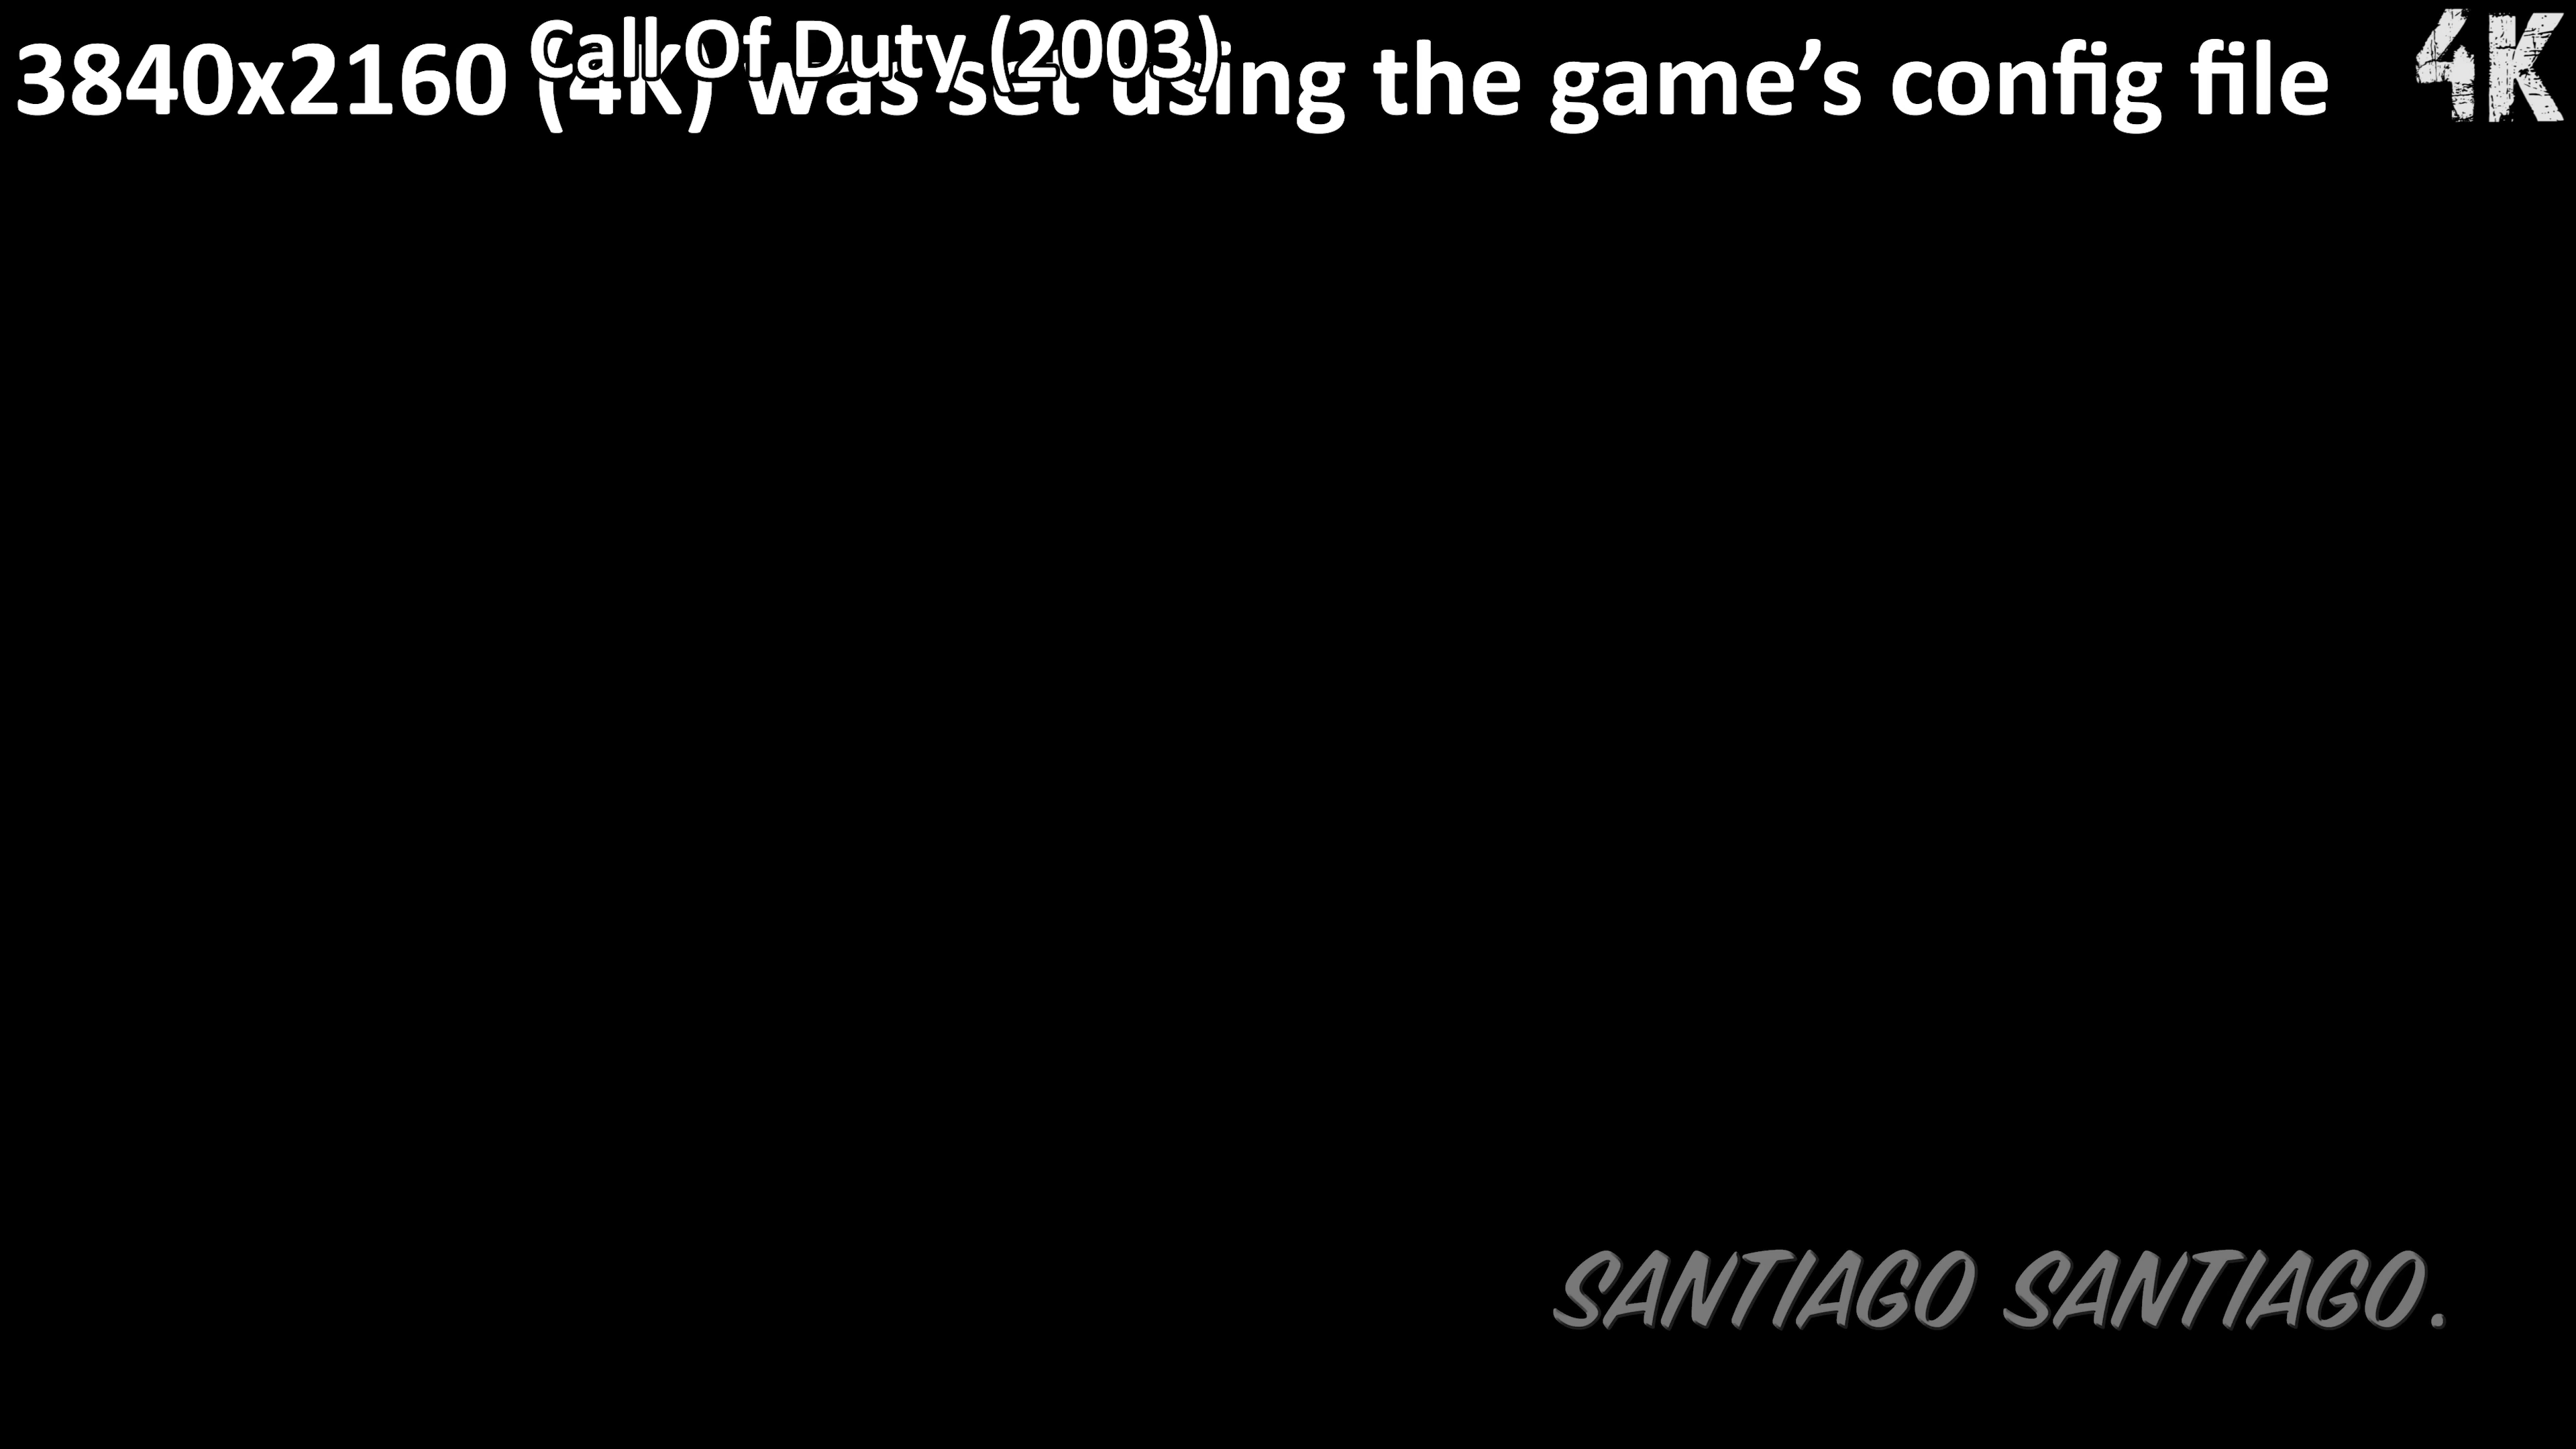 Call Of Duty (2003)
3840x2160 (4K) was set using the game’s config file
4K
SANTIAGO SANTIAGO.